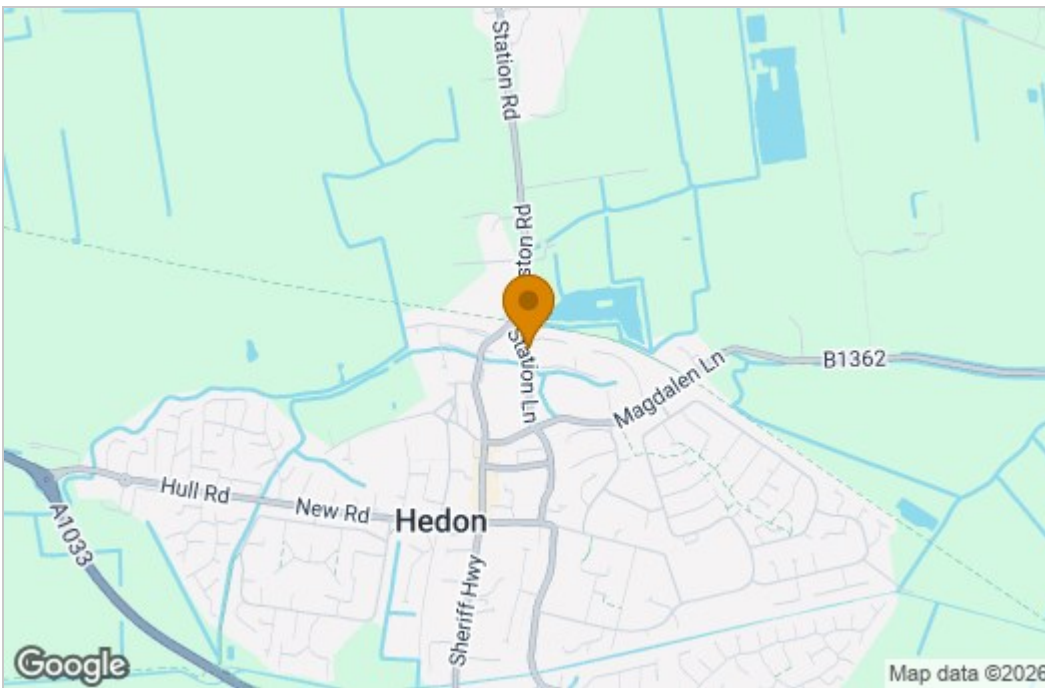 Station Rd
ston Rd
Station Ln
Magdalen Ln
B1362
Hull Rd
New Rd
Hedon
A1033
Sheriff Hwy
Google
Map data ©2026